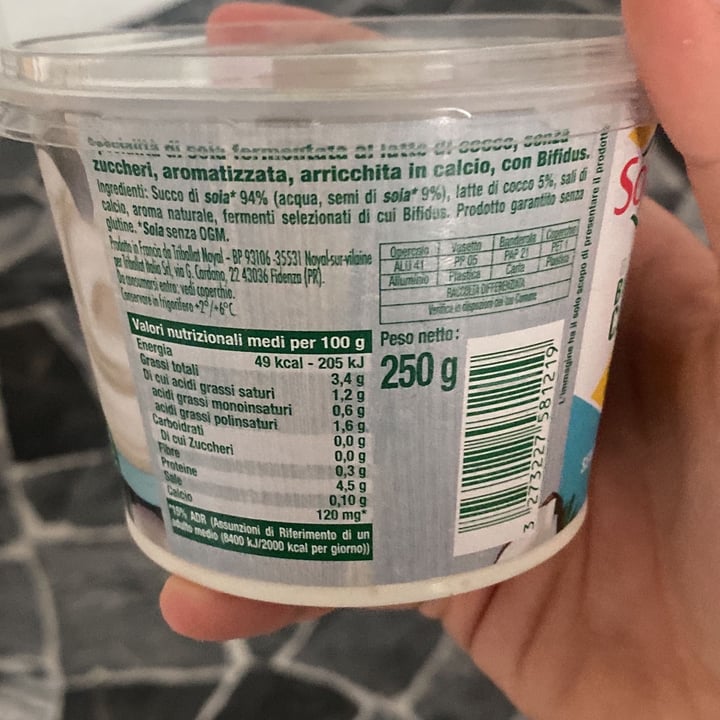 Specialità di soia fermentata al latte di cocco, senza
zuccheri, aromatizzata, arricchita in calcio, con Bifidus.
Ingredienti: Succo di soia* 94% (acqua, semi di soia* 9%), latte di cocco 5%, sali di
calcio, aroma naturale, fermenti selezionati di cui Bifidus. Prodotto garantito senza
glutine. *Soia senza OGM.
Prodotto in Francia da Triballat Noyal - BP 93106 -35531 Noyal-sur-vilaine
per Triballat Italia Srl, via G. Cardano, 22 43036 Fidenza (PR).
Da consumarsi entro: vedi coperchio.
Conservare in frigorifero +2°/+6°C
Opercolo Vasetto Banderola Coperchio
ALU 41 PP 05 PAP 21 PET 1
Alluminio Plastica Carta Plastica
RACCOLTA DIFFERENZIATA
Verifica le disposizioni del tuo Comune
Valori nutrizionali medi per 100 g
Energia 49 kcal - 205 kJ
Grassi totali 3,4 g
Di cui acidi grassi saturi 1,2 g
acidi grassi monoinsaturi 0,6 g
acidi grassi polinsaturi 1,6 g
Carboidrati 0,0 g
Di cui Zuccheri 0,0 g
Fibre 0,3 g
Proteine 4,5 g
Sale 0,10 g
Calcio 120 mg*
*15% AOR (Assunzioni di Riferimento di un
adulto medio (8400 kJ/2000 kcal per giorno))
Peso netto:
250 g
3 273227 581219
L'immagine ha il solo scopo di presentare il prodotto
So